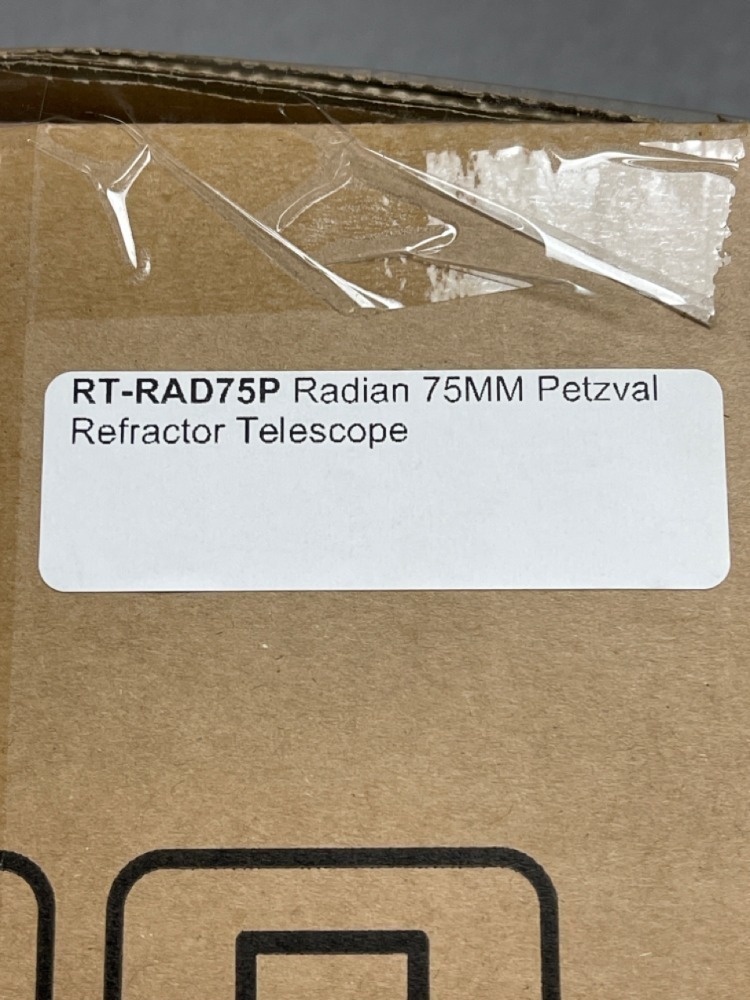 RT-RAD75P Radian 75MM Petzval
Refractor Telescope